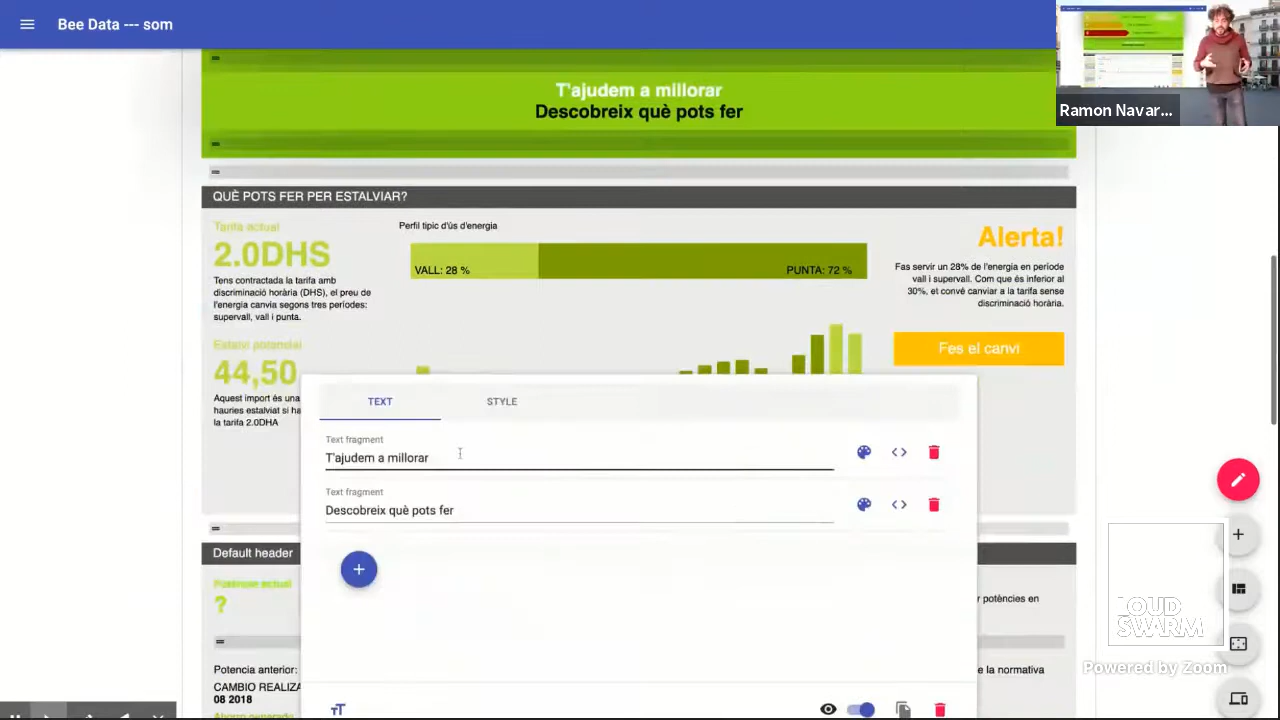 Bee Data --- som
Ramon Navar...
T'ajudem a millorar
Descobreix què pots fer
QUÈ POTS FER PER ESTALVIAR?
Tarifa actual
2.0DHS
Tens contractada la tarifa amb
discriminació horària (DHS), el preu de
l'energia canvia segons tres períodes:
supervall, vall i punta.
Perfil típic d'ús d'energia
VALL: 28 %
PUNTA: 72 %
Alerta!
Fas servir un 28% de l'energia en període
vall i supervall. Com que és inferior al
30%, et convé canviar a la tarifa sense
discriminació horària.
Fes el canvi
Estalvi potencial
44,50
Aquest import és una
hauries estalviat si ha
la tarifa 2.0DHA
TEXT
STYLE
Text fragment
T'ajudem a millorar
Text fragment
Descobreix què pots fer
Default header
Potència actual
?
r potències en
Potencia anterior:
e la normativa
CAMBIO REALIZA
08 2018
LOUD
SWARM
Powered by Zoom